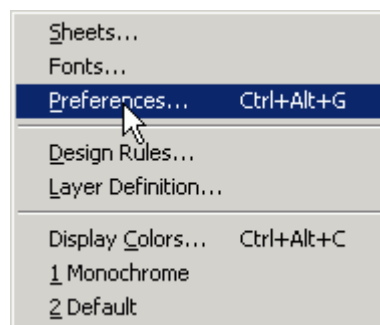 Sheets...
Fonts...
Preferences... Ctrl+Alt+G
Design Rules...
Layer Definition...
Display Colors... Ctrl+Alt+C
1 Monochrome
2 Default